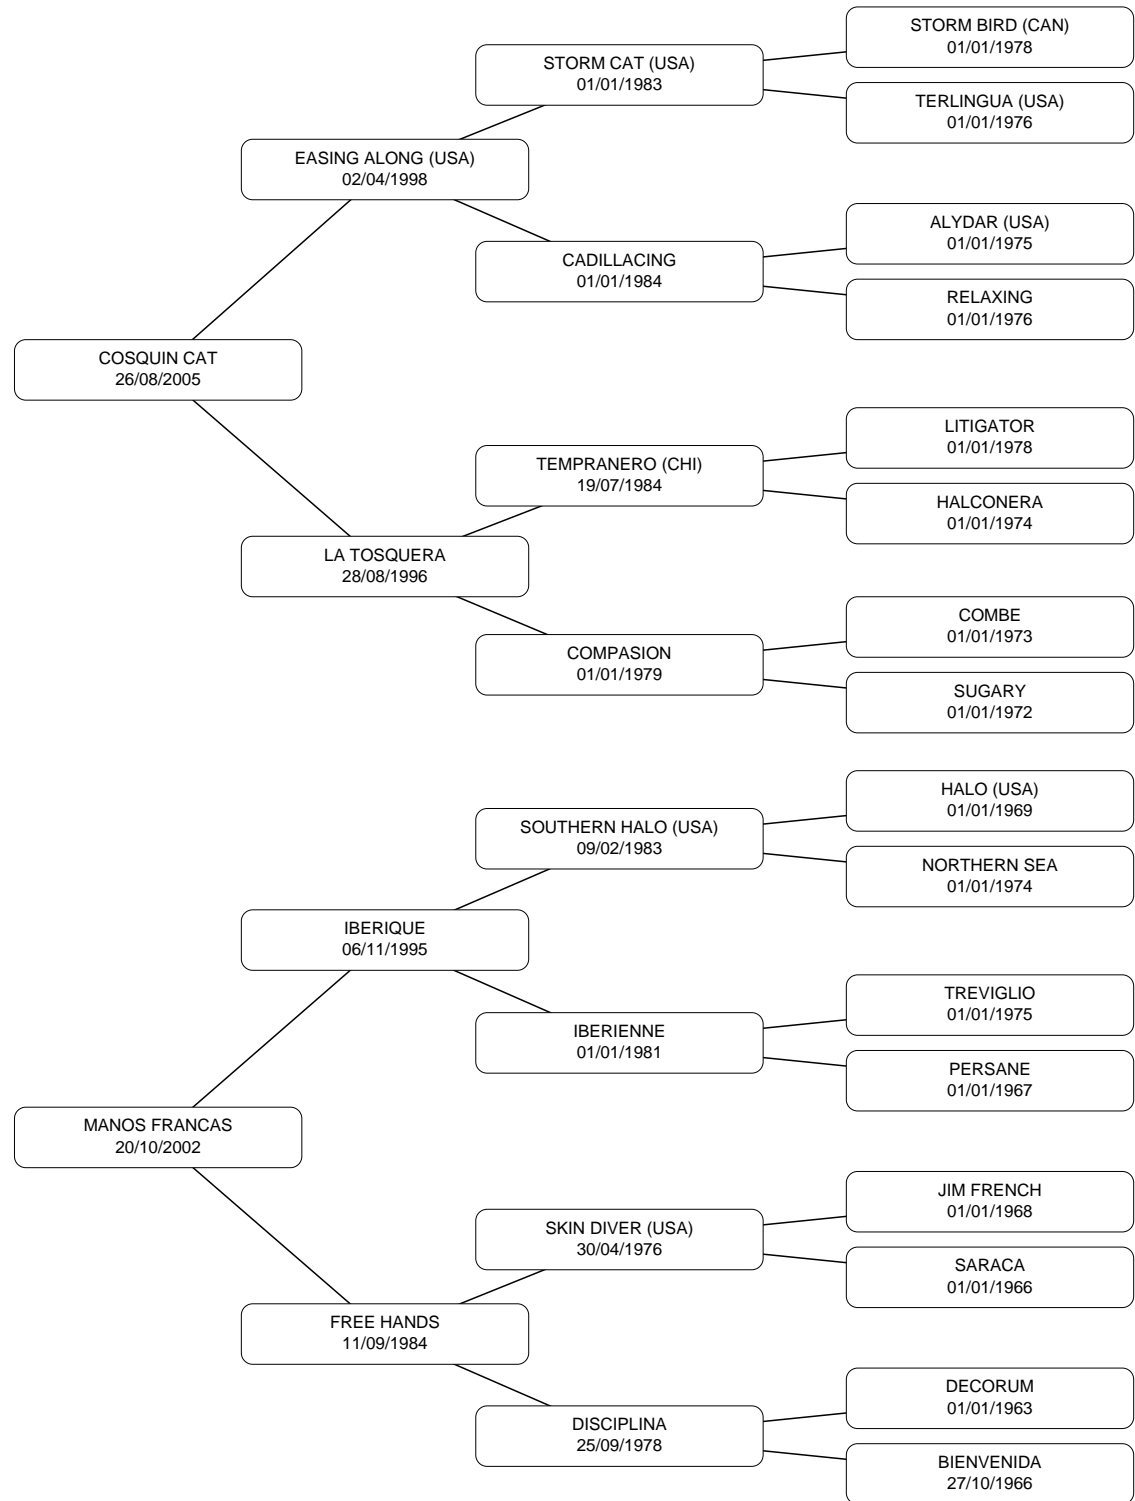 STORM BIRD (CAN)
01/01/1978
STORM CAT (USA)
01/01/1983
TERLINGUA (USA)
01/01/1976
EASING ALONG (USA)
02/04/1998
ALYDAR (USA)
01/01/1975
CADILLACING
01/01/1984
RELAXING
01/01/1976
COSQUIN CAT
26/08/2005
LITIGATOR
01/01/1978
TEMPRANERO (CHI)
19/07/1984
HALCONERA
01/01/1974
LA TOSQUERA
28/08/1996
COMBE
01/01/1973
COMPASION
01/01/1979
SUGARY
01/01/1972
HALO (USA)
01/01/1969
SOUTHERN HALO (USA)
09/02/1983
NORTHERN SEA
01/01/1974
IBERIQUE
06/11/1995
TREVIGLIO
01/01/1975
IBERIENNE
01/01/1981
PERSANE
01/01/1967
MANOS FRANCAS
20/10/2002
JIM FRENCH
01/01/1968
SKIN DIVER (USA)
30/04/1976
SARACA
01/01/1966
FREE HANDS
11/09/1984
DECORUM
01/01/1963
DISCIPLINA
25/09/1978
BIENVENIDA
27/10/1966